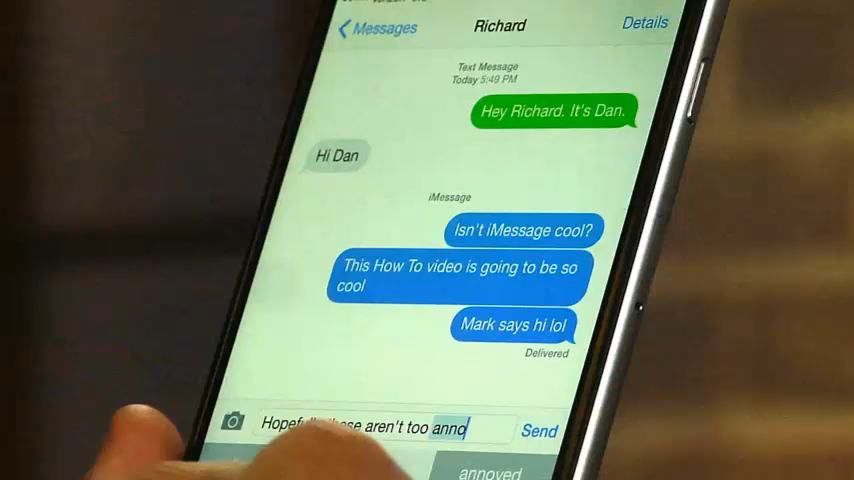 Messages
Richard
Details
Text Message
Today 5:49 PM
Hey Richard. It's Dan.
Hi Dan
iMessage
Isn't iMessage cool?
This How To video is going to be so
cool
Mark says hi lol
Delivered
aren't too anno
Send
annoyed